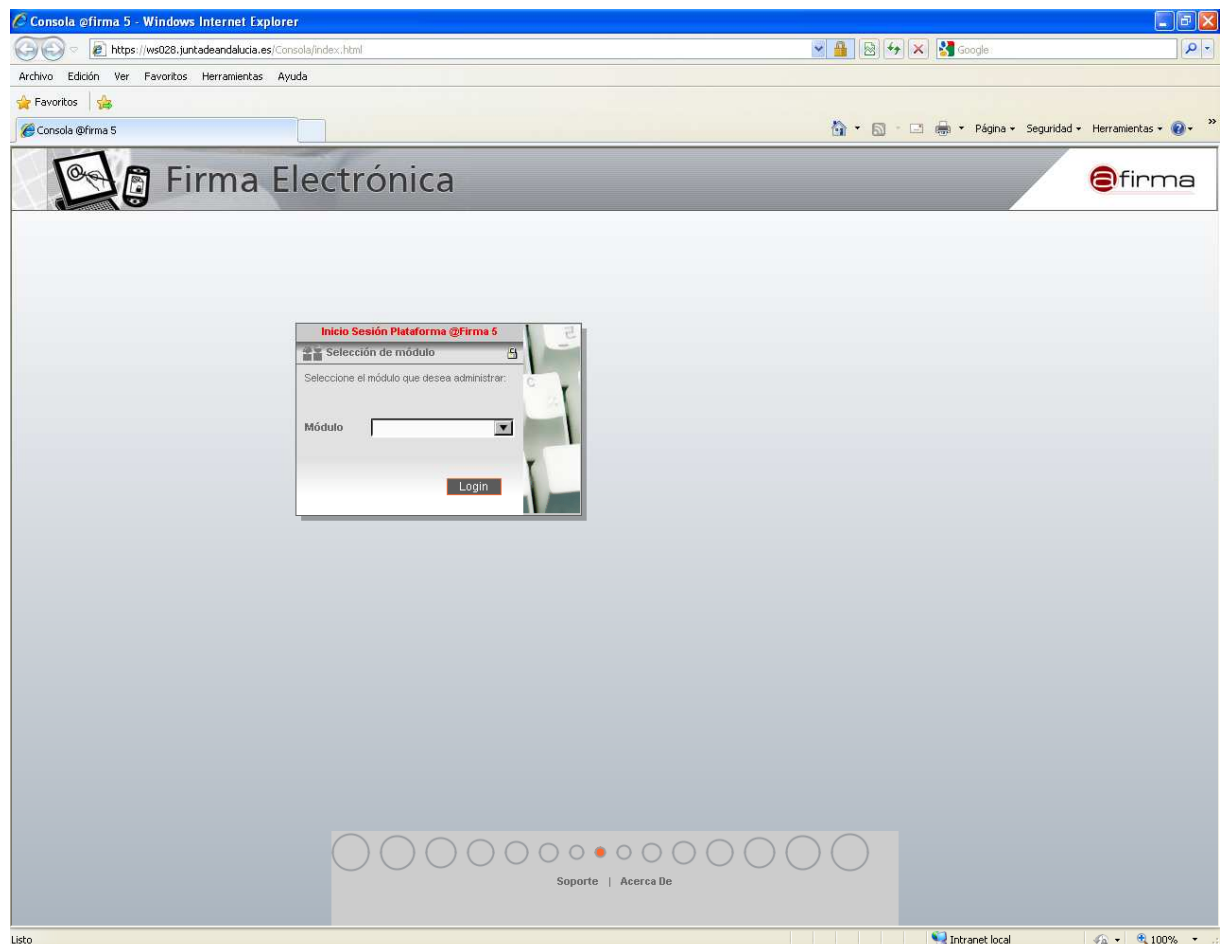 Consola @firma 5 - Windows Internet Explorer
https://ws028.juntadeandalucia.es/Consola/index.html
Google
Archivo Edición Ver Favoritos Herramientas Ayuda
Favoritos
Consola @firma 5
Página Seguridad Herramientas
Firma Electrónica
@firma
Inicio Sesión Plataforma @Firma 5
Selección de módulo
Seleccione el módulo que desea administrar:
Módulo
Login
Soporte | Acerca De
Listo
Intranet local
100%